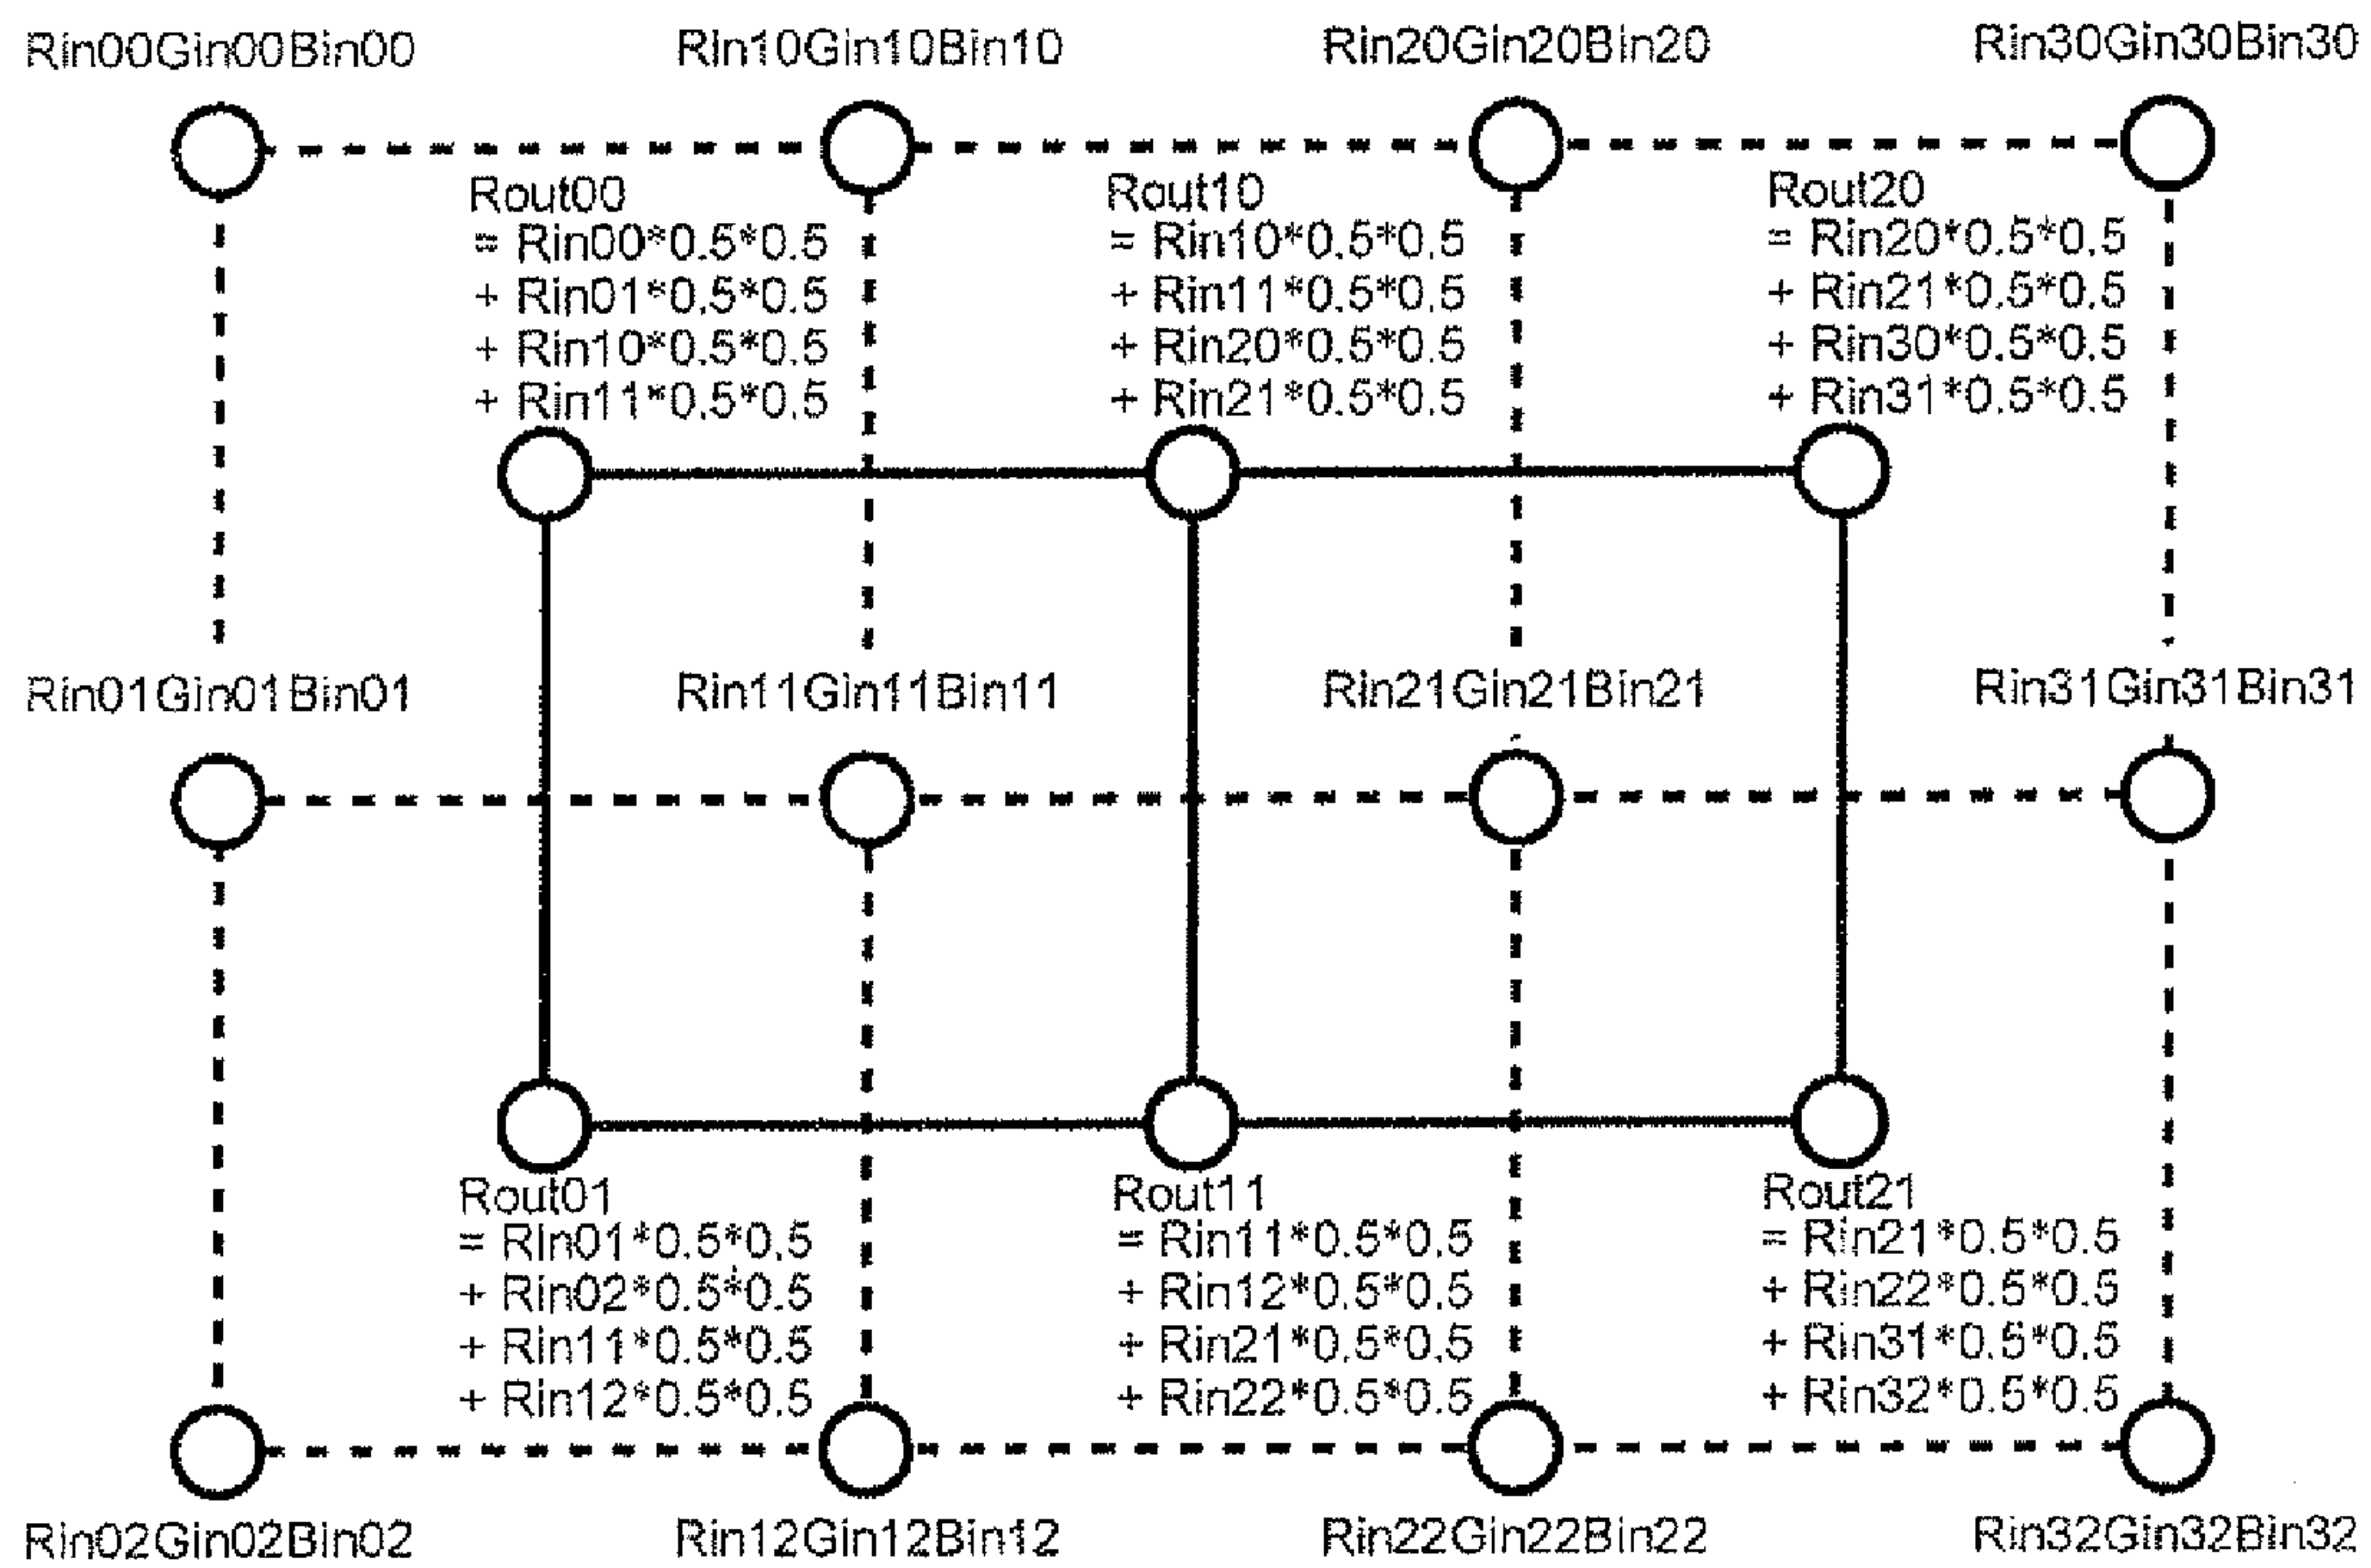 Rin00Gin00Bin00
Rin10Gin10Bin10
Rin20Gin20Bin20
Rin30Gin30Bin30
Rout00
= Rin00*0.5*0.5
+ Rin01*0.5*0.5
+ Rin10*0.5*0.5
+ Rin11*0.5*0.5
Rout10
= Rin10*0.5*0.5
+ Rin11*0.5*0.5
+ Rin20*0.5*0.5
+ Rin21*0.5*0.5
Rout20
= Rin20*0.5*0.5
+ Rin21*0.5*0.5
+ Rin30*0.5*0.5
+ Rin31*0.5*0.5
Rin01Gin01Bin01
Rin11Gin11Bin11
Rin21Gin21Bin21
Rin31Gin31Bin31
Rout01
= Rin01*0.5*0.5
+ Rin02*0.5*0.5
+ Rin11*0.5*0.5
+ Rin12*0.5*0.5
Rout11
= Rin11*0.5*0.5
+ Rin12*0.5*0.5
+ Rin21*0.5*0.5
+ Rin22*0.5*0.5
Rout21
= Rin21*0.5*0.5
+ Rin22*0.5*0.5
+ Rin31*0.5*0.5
+ Rin32*0.5*0.5
Rin02Gin02Bin02
Rin12Gin12Bin12
Rin22Gin22Bin22
Rin32Gin32Bin32